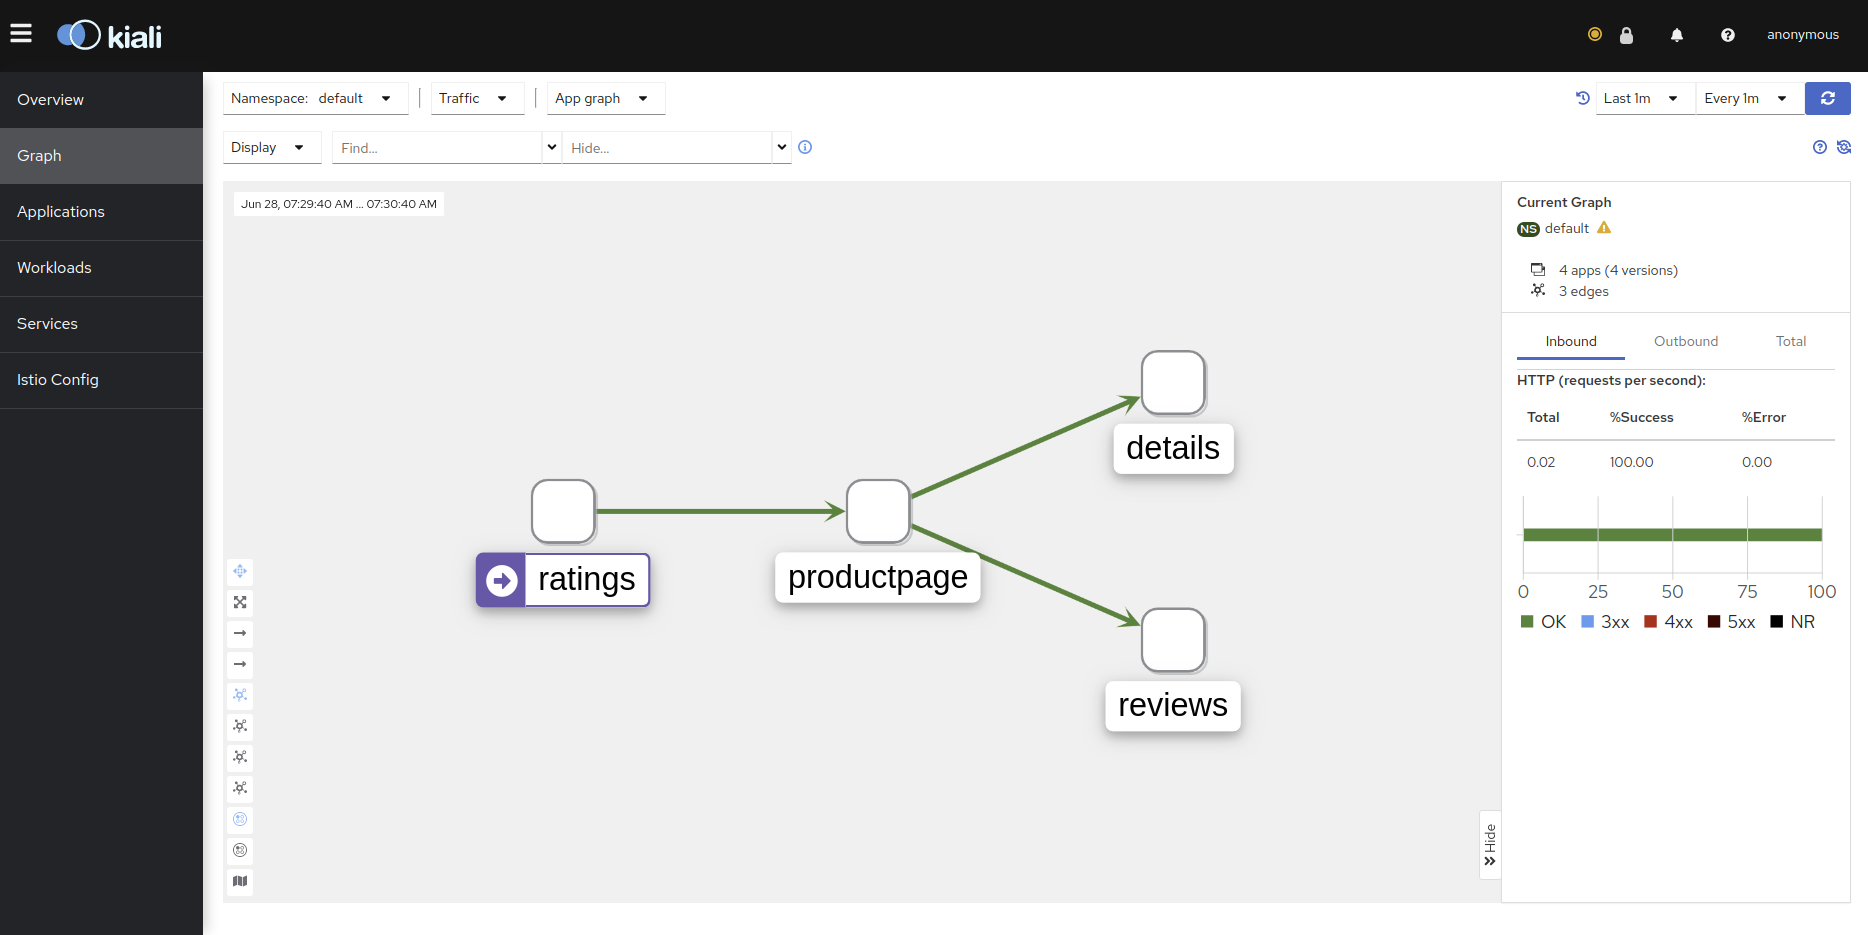 kiali
anonymous
Overview
Graph
Applications
Workloads
Services
Istio Config
Namespace: default
Traffic
App graph
Last 1m
Every 1m
Display
Find...
Hide...
Jun 28, 07:29:40 AM ... 07:30:40 AM
details
ratings
productpage
reviews
Hide
Current Graph
NS default
4 apps (4 versions)
3 edges
Inbound Outbound Total
HTTP (requests per second):
Total %Success %Error
0.02 100.00 0.00
0 25 50 75 100
OK 3xx 4xx 5xx NR